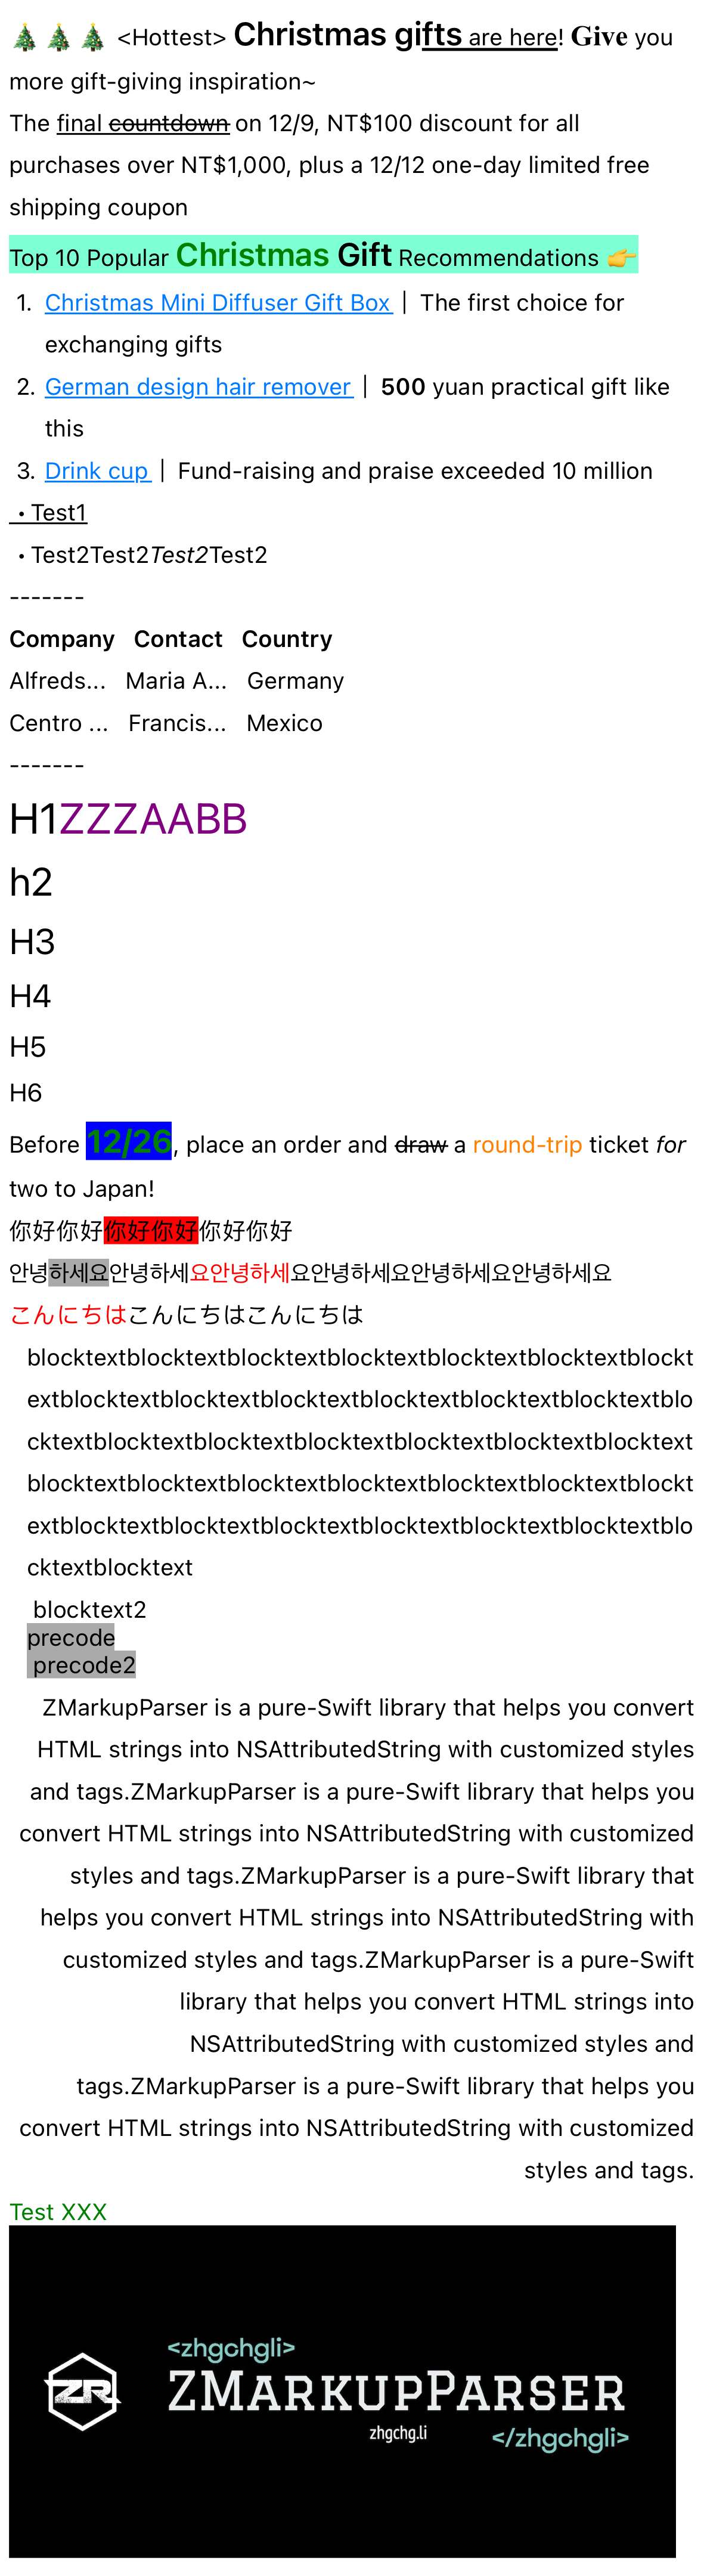 🎄🎄🎄 <Hottest> Christmas gifts are here! Give you
more gift-giving inspiration~
The final countdown on 12/9, NT$100 discount for all
purchases over NT$1,000, plus a 12/12 one-day limited free
shipping coupon
Top 10 Popular Christmas Gift Recommendations 👉
1. Christmas Mini Diffuser Gift Box | The first choice for
exchanging gifts
2. German design hair remover | 500 yuan practical gift like
this
3. Drink cup | Fund-raising and praise exceeded 10 million
• Test1
• Test2Test2Test2Test2
-------
Company Contact Country
Alfreds... Maria A... Germany
Centro ... Francis... Mexico
-------
H1ZZZAABB
h2
H3
H4
H5
H6
Before 12/26, place an order and draw a round-trip ticket for
two to Japan!
你好你好你好你好你好你好
안녕하세요안녕하세요안녕하세요안녕하세요안녕하세요안녕하세요
こんにちはこんにちはこんにちは
blocktextblocktextblocktextblocktextblocktextblocktextblockt
extblocktextblocktextblocktextblocktextblocktextblocktextblo
cktextblocktextblocktextblocktextblocktextblocktextblocktext
blocktextblocktextblocktextblocktextblocktextblocktextblockt
extblocktextblocktextblocktextblocktextblocktextblocktextblo
cktextblocktext
blocktext2
precode
precode2
ZMarkupParser is a pure-Swift library that helps you convert
HTML strings into NSAttributedString with customized styles
and tags.ZMarkupParser is a pure-Swift library that helps you
convert HTML strings into NSAttributedString with customized
styles and tags.ZMarkupParser is a pure-Swift library that
helps you convert HTML strings into NSAttributedString with
customized styles and tags.ZMarkupParser is a pure-Swift
library that helps you convert HTML strings into
NSAttributedString with customized styles and
tags.ZMarkupParser is a pure-Swift library that helps you
convert HTML strings into NSAttributedString with customized
styles and tags.
Test XXX
<zhgchgli>
ZR ZMARKUPPARSER
zhgchg.li
</zhgchgli>